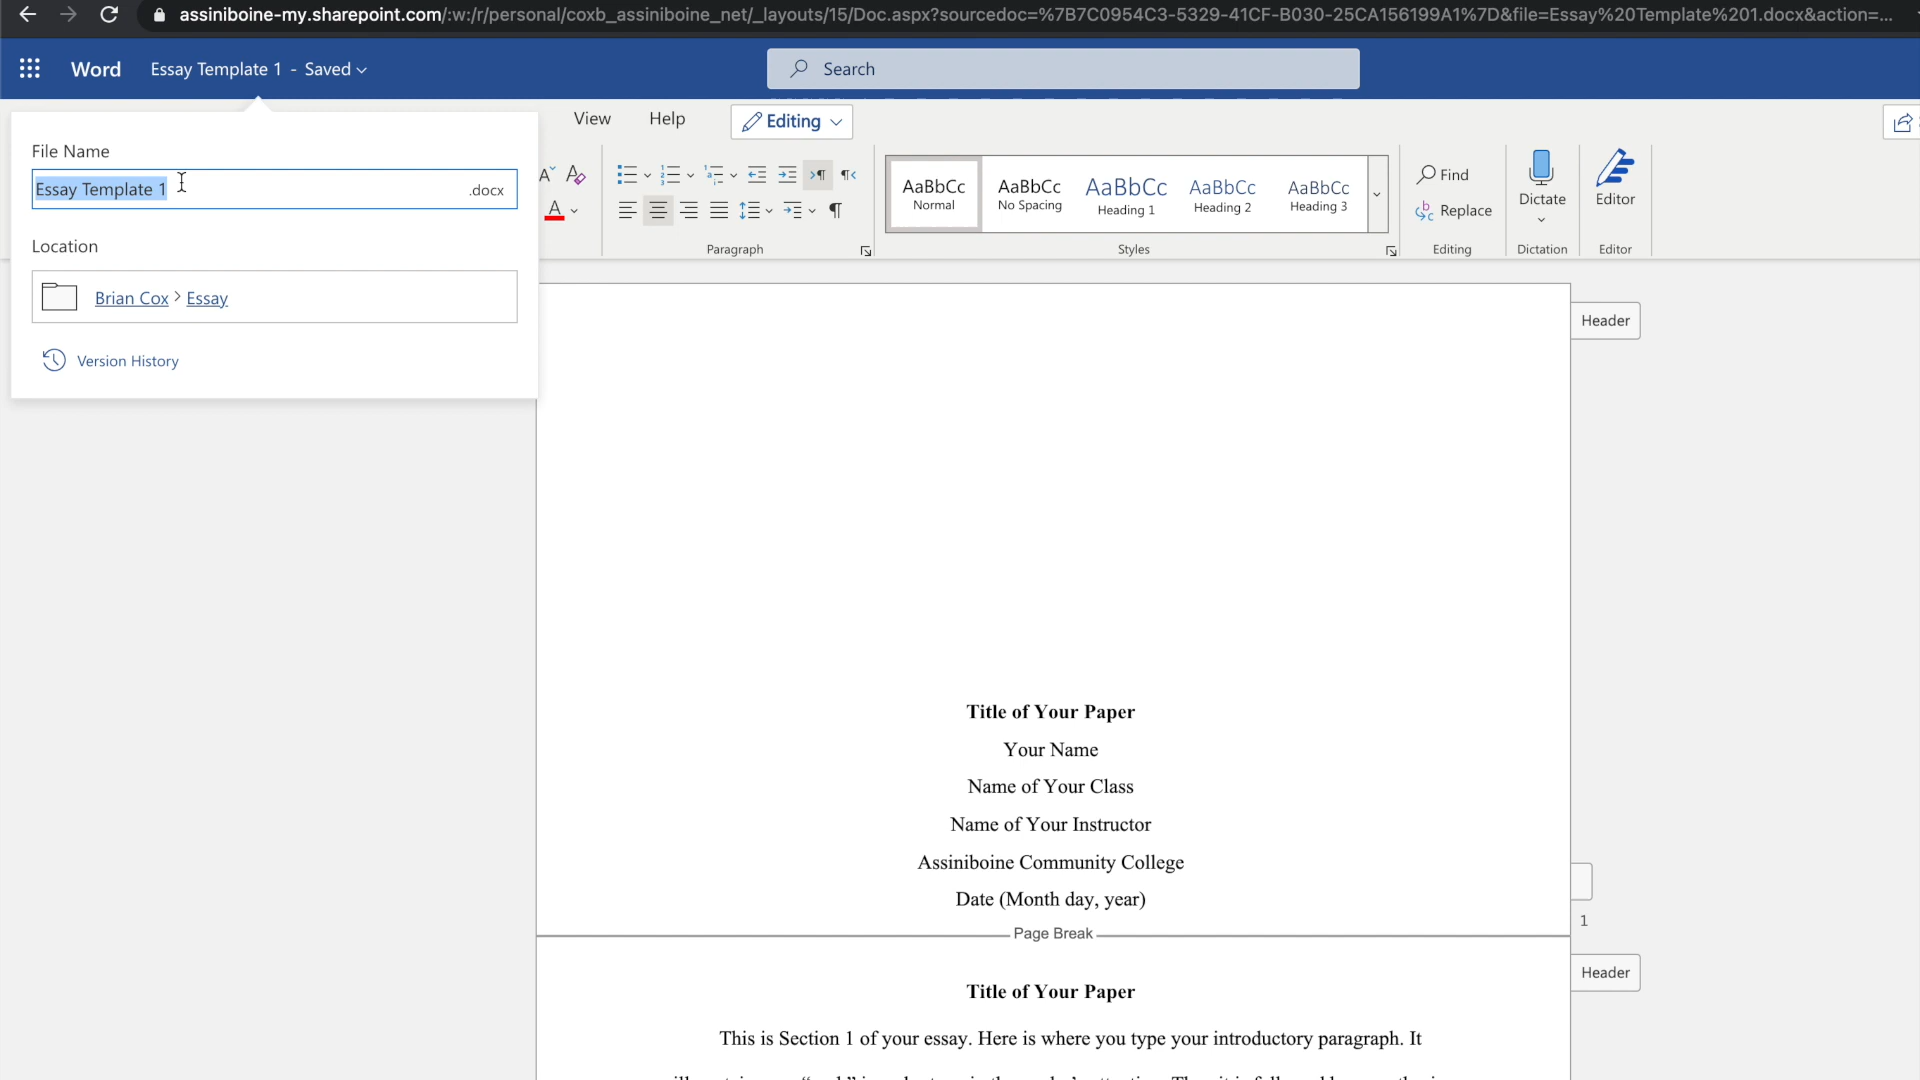 assiniboine-my.sharepoint.com/:w:/r/personal/coxb_assiniboine_net/_layouts/15/Doc.aspx?sourcedoc=%7B7C0954C3-5329-41CF-B030-25CA156199A1%7D&file=Essay%20Template%201.docx&action=...
Word
Essay Template 1 - Saved
Search
View
Help
Editing
File Name
Essay Template 1
.docx
Location
Brian Cox > Essay
Version History
Paragraph
AaBbCc
Normal
AaBbCc
No Spacing
AaBbCc
Heading 1
AaBbCc
Heading 2
AaBbCc
Heading 3
Styles
Find
Replace
Editing
Dictate
Dictation
Editor
Editor
Header
Title of Your Paper
Your Name
Name of Your Class
Name of Your Instructor
Assiniboine Community College
Date (Month day, year)
1
Page Break
Header
Title of Your Paper
This is Section 1 of your essay. Here is where you type your introductory paragraph. It